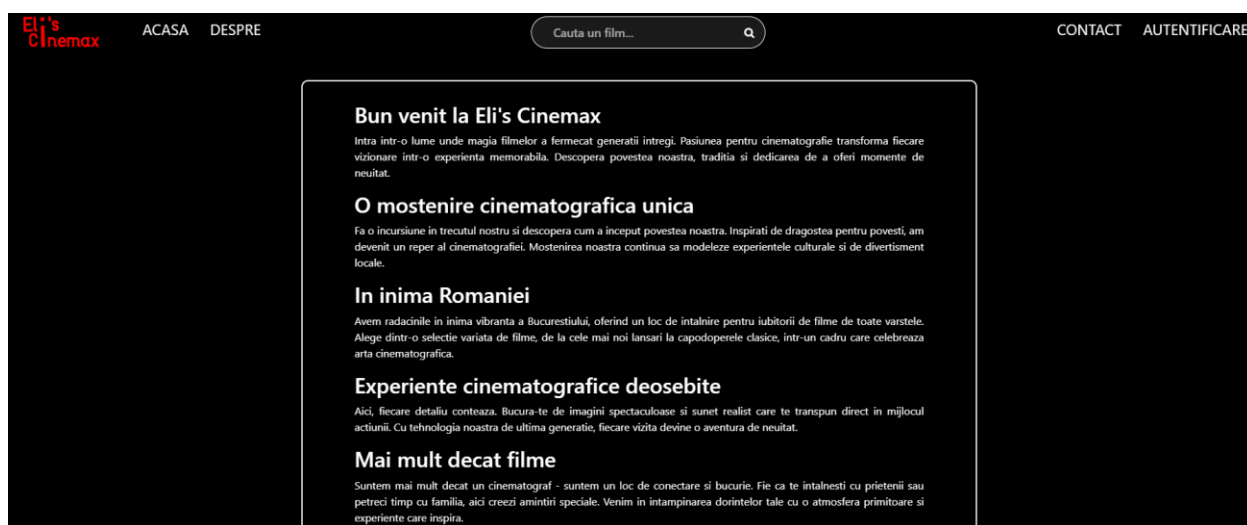 Eli's
CInemax
ACASA
DESPRE
Cauta un film...
CONTACT
AUTENTIFICARE
Bun venit la Eli's Cinemax
Intra intr-o lume unde magia filmelor a fermecat generatii intregi. Pasiunea pentru cinematografie transforma fiecare
vizionare intr-o experienta memorabila. Descopera povestea noastra, traditia si dedicarea de a oferi momente de
neuitat.
O mostenire cinematografica unica
Fa o incursiune in trecutul nostru si descopera cum a inceput povestea noastra. Inspirati de dragostea pentru povesti, am
devenit un reper al cinematografiei. Mostenirea noastra continua sa modeleze experientele culturale si de divertisment
locale.
In inima Romaniei
Avem radacinile in inima vibranta a Bucurestiului, oferind un loc de intalnire pentru iubitorii de filme de toate varstele.
Alege dintr-o selectie variata de filme, de la cele mai noi lansari la capodoperele clasice, intr-un cadru care celebreaza
arta cinematografica.
Experiente cinematografice deosebite
Aici, fiecare detaliu conteaza. Bucura-te de imagini spectaculoase si sunet realist care te transpun direct in mijlocul
actiunii. Cu tehnologia noastra de ultima generatie, fiecare vizita devine o aventura de neuitat.
Mai mult decat filme
Suntem mai mult decat un cinematograf - suntem un loc de conectare si bucurie. Fie ca te intalnesti cu prietenii sau
petreci timp cu familia, aici creezi amintiri speciale. Venim in intampinarea dorintelor tale cu o atmosfera primitoare si
experiente care inspira.